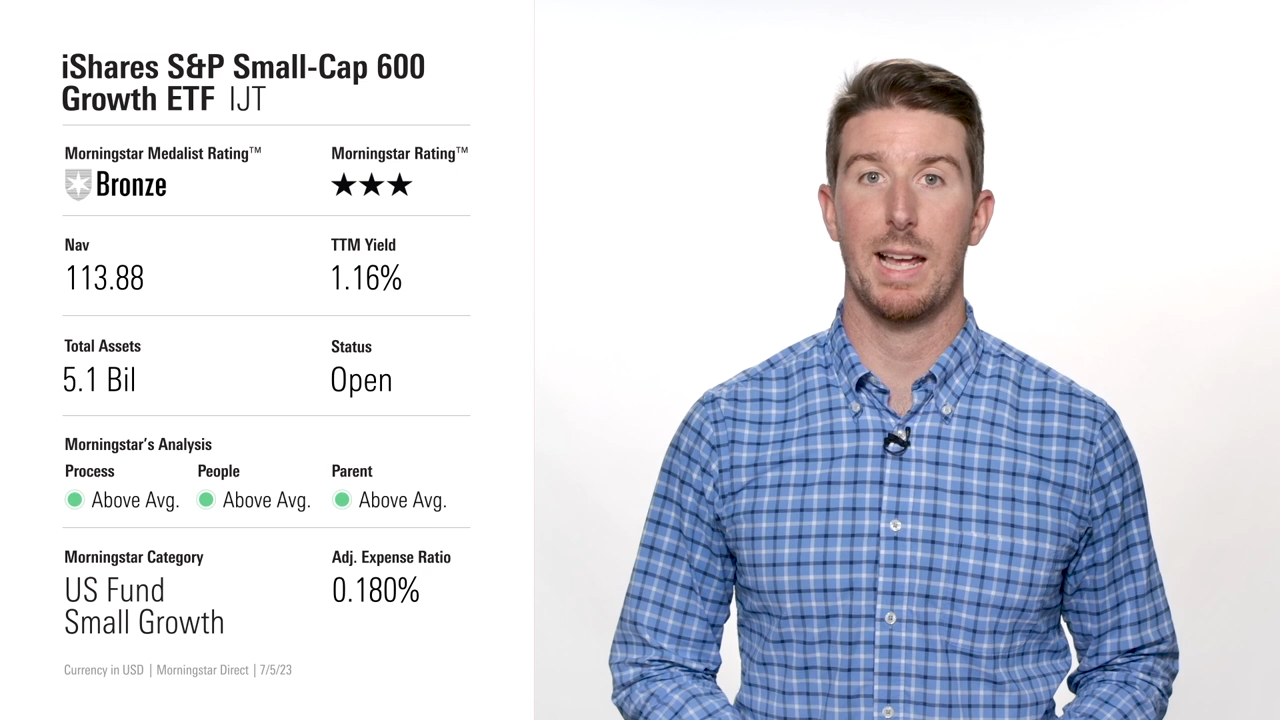 iShares S&P Small-Cap 600
Growth ETF IJT
Morningstar Medalist Rating™
Morningstar Rating™
Bronze
★★★
Nav
TTM Yield
113.88
1.16%
Total Assets
Status
5.1 Bil
Open
Morningstar's Analysis
Process
People
Parent
Above Avg.
Above Avg.
Above Avg.
Morningstar Category
Adj. Expense Ratio
US Fund
Small Growth
0.180%
Currency in USD | Morningstar Direct | 7/5/23